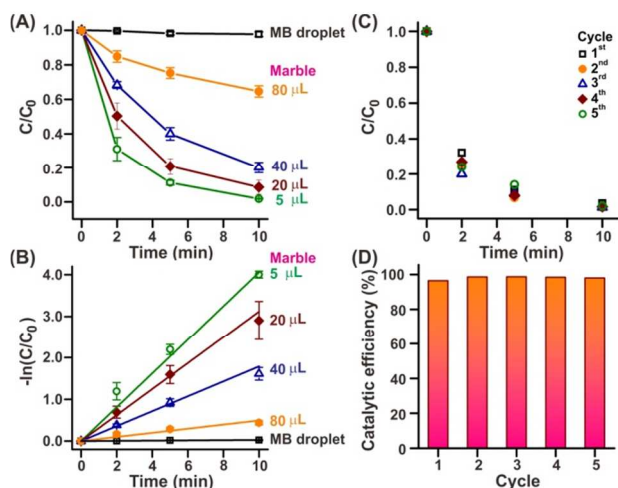 (A)
1.0
0.8
0.6
0.4
0.2
0.0
C/C₀
0 2 4 6 8 10
Time (min)
MB droplet
Marble
80 µL
40 µL
20 µL
5 µL
(C)
1.0
0.8
0.6
0.4
0.2
0.0
C/C₀
0 2 4 6 8 10
Time (min)
Cycle
1ˢᵗ
2ⁿᵈ
3ʳᵈ
4ᵗʰ
5ᵗʰ
(B)
4.0
3.0
2.0
1.0
0.0
-ln(C/C₀)
0 2 4 6 8 10
Time (min)
Marble
5 µL
20 µL
40 µL
80 µL
MB droplet
(D)
100
80
60
40
20
0
Catalytic efficiency (%)
1 2 3 4 5
Cycle